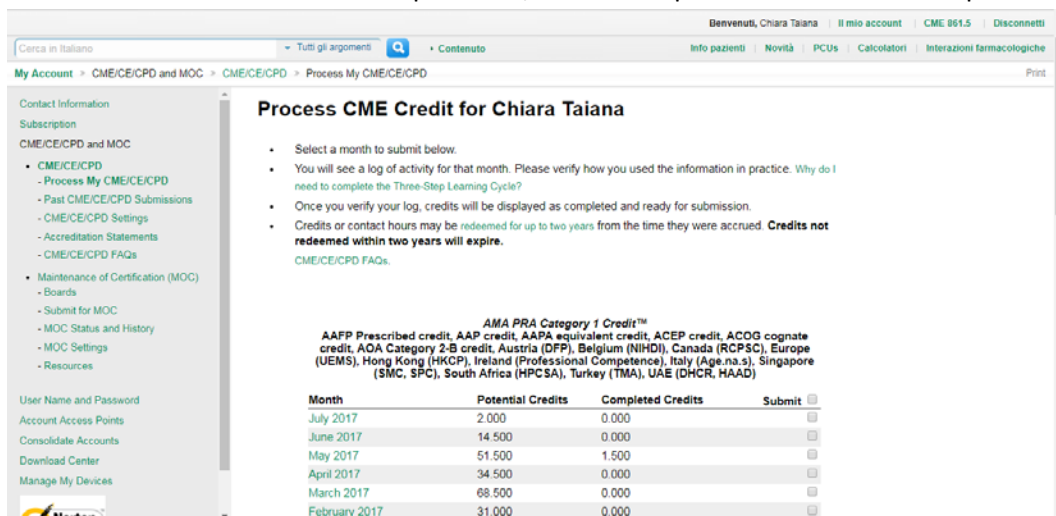 Benvenuti, Chiara Taiana Il mio account CME 861.5 Disconnetti
Cerca in Italiano Tutti gli argomenti Contenuto Info pazienti Novità PCUs Calcolatori Interazioni farmacologiche
My Account > CME/CE/CPD and MOC > CME/CE/CPD > Process My CME/CE/CPD Print
Contact Information
Subscription
CME/CE/CPD and MOC
• CME/CE/CPD
- Process My CME/CE/CPD
- Past CME/CE/CPD Submissions
- CME/CE/CPD Settings
- Accreditation Statements
- CME/CE/CPD FAQs
• Maintenance of Certification (MOC)
- Boards
- Submit for MOC
- MOC Status and History
- MOC Settings
- Resources
User Name and Password
Account Access Points
Consolidate Accounts
Download Center
Manage My Devices
Norton
Process CME Credit for Chiara Taiana
• Select a month to submit below.
• You will see a log of activity for that month. Please verify how you used the information in practice. Why do I
need to complete the Three-Step Learning Cycle?
• Once you verify your log, credits will be displayed as completed and ready for submission.
• Credits or contact hours may be redeemed for up to two years from the time they were accrued. Credits not
redeemed within two years will expire.
CME/CE/CPD FAQs.
AMA PRA Category 1 Credit™
AAFP Prescribed credit, AAP credit, AAPA equivalent credit, ACEP credit, ACOG cognate
credit, AOA Category 2-B credit, Austria (DFP), Belgium (NIHDI), Canada (RCPSC), Europe
(UEMS), Hong Kong (HKCP), Ireland (Professional Competence), Italy (Age.na.s), Singapore
(SMC, SPC), South Africa (HPCSA), Turkey (TMA), UAE (DHCR, HAAD)
Month Potential Credits Completed Credits Submit
July 2017 2.000 0.000
June 2017 14.500 0.000
May 2017 51.500 1.500
April 2017 34.500 0.000
March 2017 68.500 0.000
February 2017 31.000 0.000